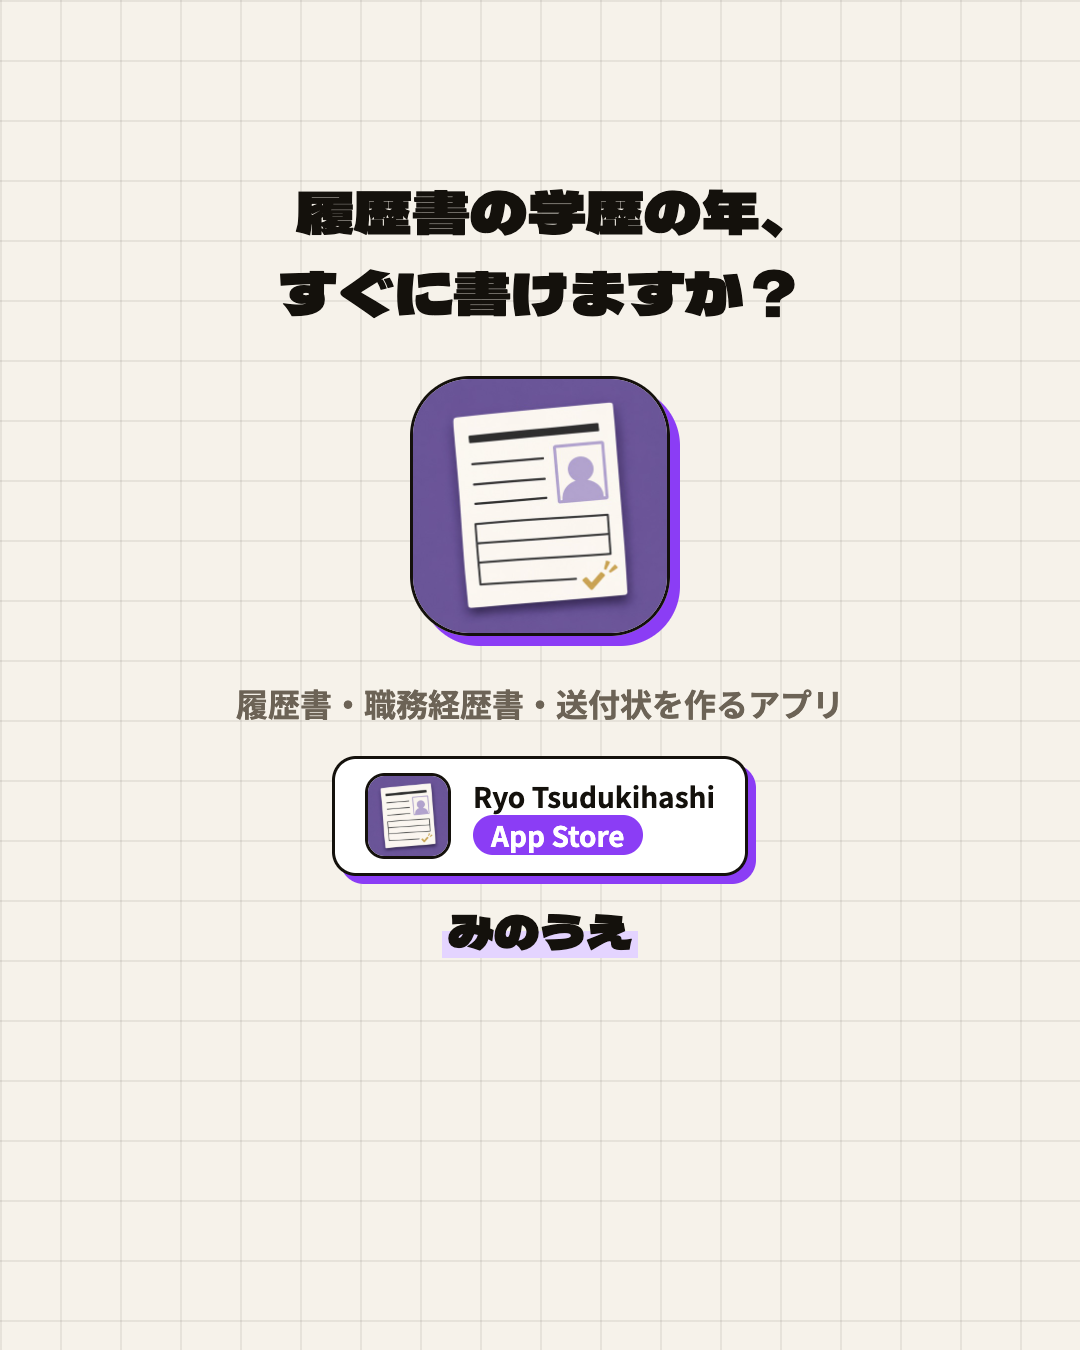 履歴書の学歴の年、
すぐに書けますか？
履歴書・職務経歴書・送付状を作るアプリ
Ryo Tsudukihashi
App Store
みのうえ